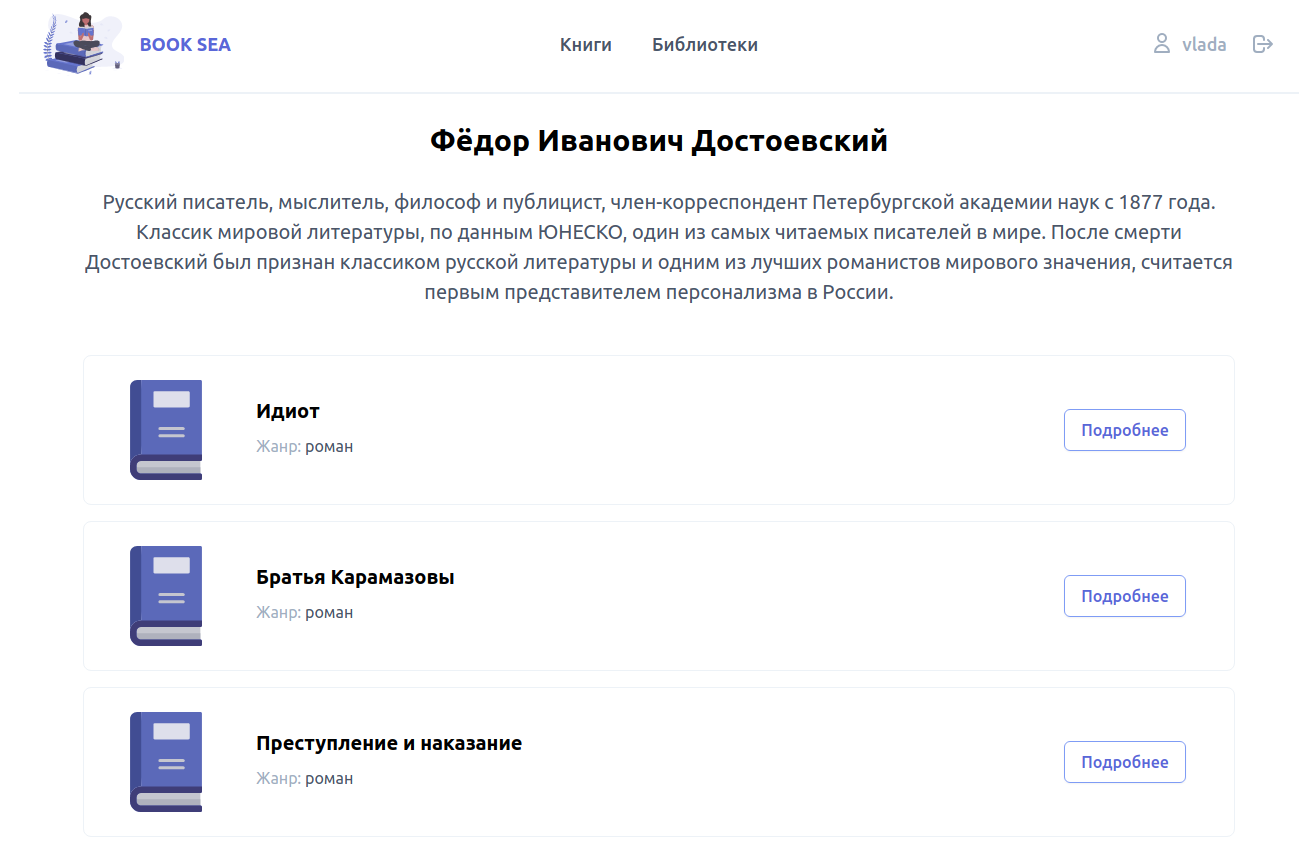 BOOK SEA
Книги
Библиотеки
vlada
Фёдор Иванович Достоевский
Русский писатель, мыслитель, философ и публицист, член-корреспондент Петербургской академии наук с 1877 года.
Классик мировой литературы, по данным ЮНЕСКО, один из самых читаемых писателей в мире. После смерти
Достоевский был признан классиком русской литературы и одним из лучших романистов мирового значения, считается
первым представителем персонализма в России.
Идиот
Жанр: роман
Подробнее
Братья Карамазовы
Жанр: роман
Подробнее
Преступление и наказание
Жанр: роман
Подробнее